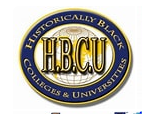 HISTORICALLY BLACK
H.B.C.U
COLLEGES & UNIVERSITIES